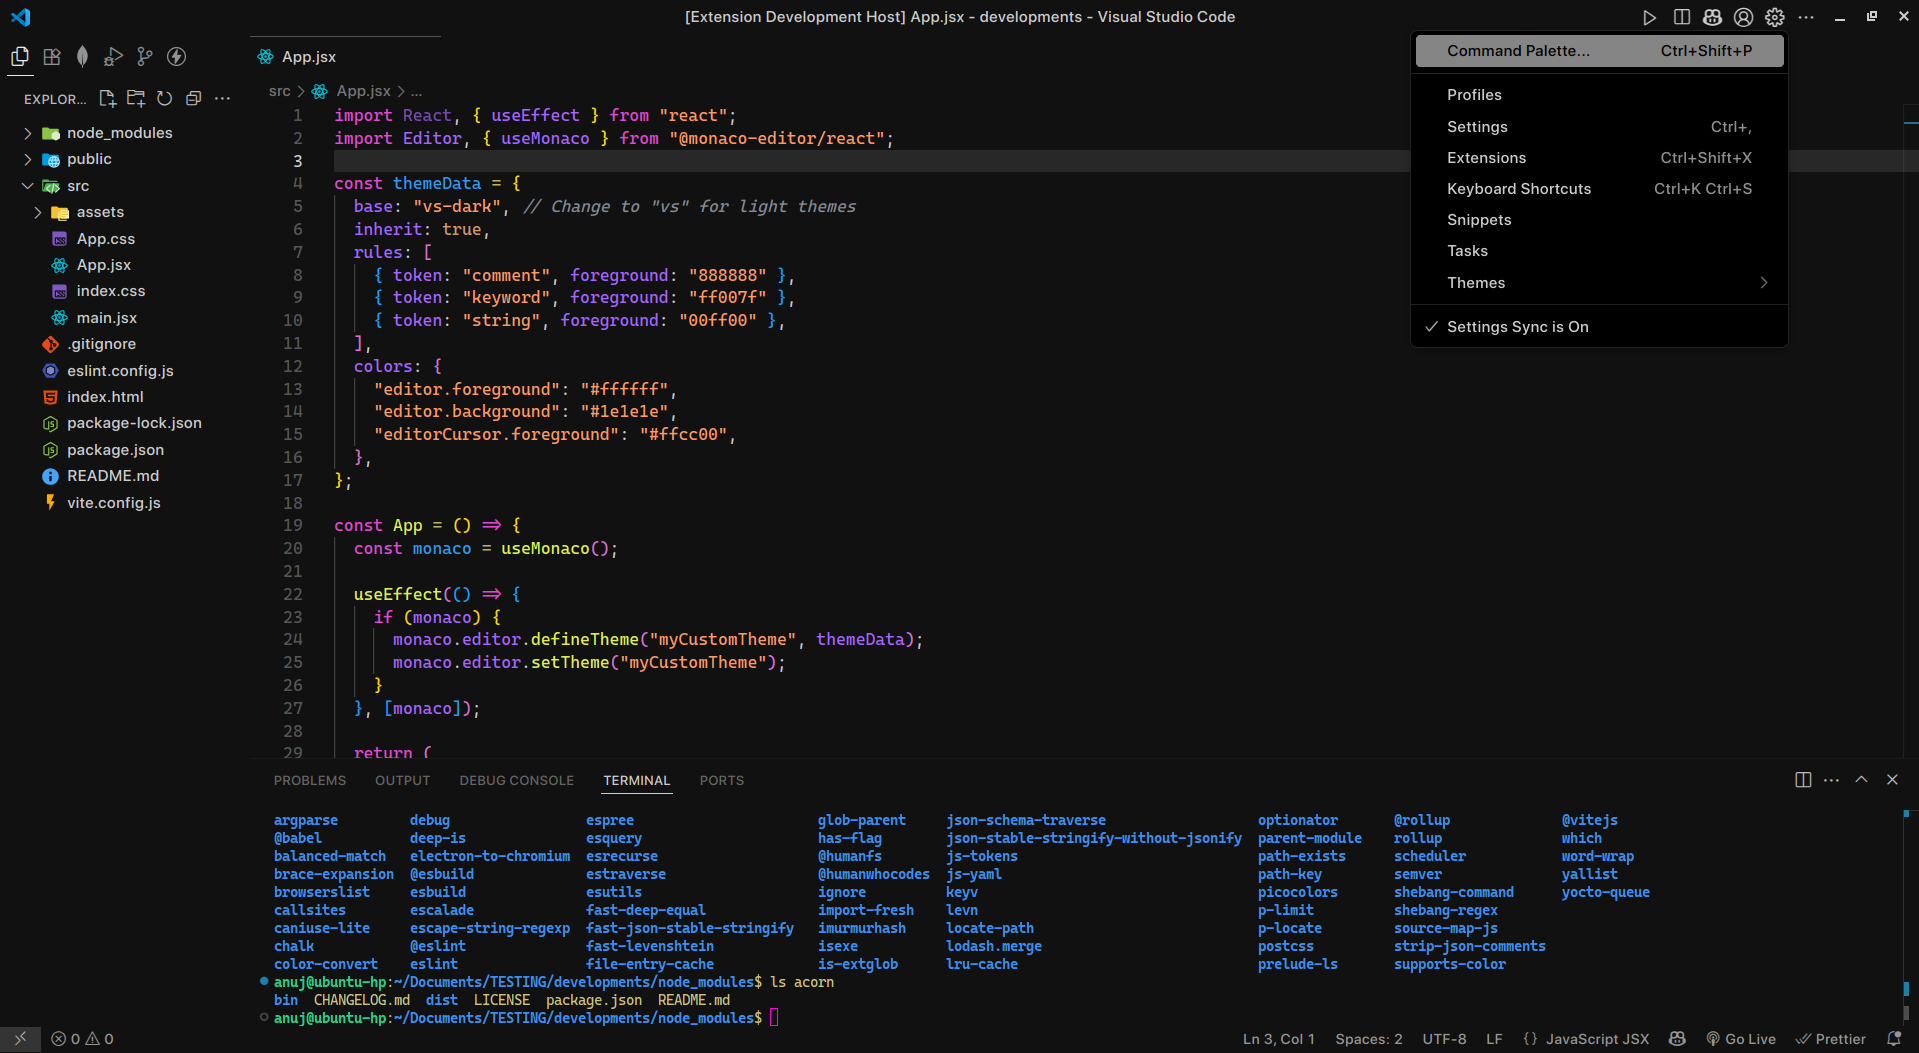 [Extension Development Host] App.jsx - developments - Visual Studio Code
EXPLOR...
node_modules
public
src
assets
App.css
App.jsx
index.css
main.jsx
.gitignore
eslint.config.js
index.html
package-lock.json
package.json
README.md
vite.config.js
App.jsx
src > App.jsx > ...
1 import React, { useEffect } from "react";
2 import Editor, { useMonaco } from "@monaco-editor/react";
3
4 const themeData = {
5 base: "vs-dark", // Change to "vs" for light themes
6 inherit: true,
7 rules: [
8 { token: "comment", foreground: "888888" },
9 { token: "keyword", foreground: "ff007f" },
10 { token: "string", foreground: "00ff00" },
11 ],
12 colors: {
13 "editor.foreground": "#ffffff",
14 "editor.background": "#1e1e1e",
15 "editorCursor.foreground": "#ffcc00",
16 },
17 };
18
19 const App = () => {
20 const monaco = useMonaco();
21
22 useEffect(() => {
23 if (monaco) {
24 monaco.editor.defineTheme("myCustomTheme", themeData);
25 monaco.editor.setTheme("myCustomTheme");
26 }
27 }, [monaco]);
28
29 return (
Command Palette... Ctrl+Shift+P
Profiles
Settings Ctrl+,
Extensions Ctrl+Shift+X
Keyboard Shortcuts Ctrl+K Ctrl+S
Snippets
Tasks
Themes
Settings Sync is On
PROBLEMS OUTPUT DEBUG CONSOLE TERMINAL PORTS
argparse debug espree glob-parent json-schema-traverse optionator @rollup @vitejs
@babel deep-is esquery has-flag json-stable-stringify-without-jsonify parent-module rollup which
balanced-match electron-to-chromium esrecurse @humanfs js-tokens path-exists scheduler word-wrap
brace-expansion @esbuild estraverse @humanwhocodes js-yaml path-key semver yallist
browserslist esbuild esutils ignore keyv picocolors shebang-command yocto-queue
callsites escalade fast-deep-equal import-fresh levn p-limit shebang-regex
caniuse-lite escape-string-regexp fast-json-stable-stringify imurmurhash locate-path p-locate source-map-js
chalk @eslint fast-levenshtein isexe lodash.merge postcss strip-json-comments
color-convert eslint file-entry-cache is-extglob lru-cache prelude-ls supports-color
anuj@ubuntu-hp:~/Documents/TESTING/developments/node_modules$ ls acorn
bin CHANGELOG.md dist LICENSE package.json README.md
anuj@ubuntu-hp:~/Documents/TESTING/developments/node_modules$
0 0 Ln 3, Col 1 Spaces: 2 UTF-8 LF {} JavaScript JSX Go Live Prettier